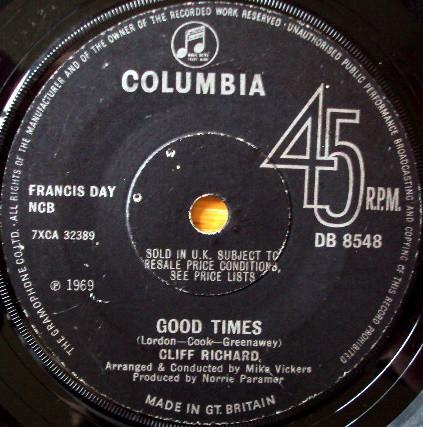 THE GRAMOPHONE CO. LTD. · ALL RIGHTS OF THE MANUFACTURER AND OF THE OWNER OF THE RECORDED WORK RESERVED · UNAUTHORISED PUBLIC PERFORMANCE BROADCASTING AND COPYING OF THIS RECORD PROHIBITED
COLUMBIA
45
R.P.M.
FRANCIS DAY
NCB
7XCA 32389
DB 8548
SOLD IN U.K. SUBJECT TO
RESALE PRICE CONDITIONS,
SEE PRICE LISTS
℗ 1969
GOOD TIMES
(Lordon—Cook—Greenaway)
CLIFF RICHARD
Arranged & Conducted by Mike Vickers
Produced by Norrie Paramor
MADE IN GT. BRITAIN